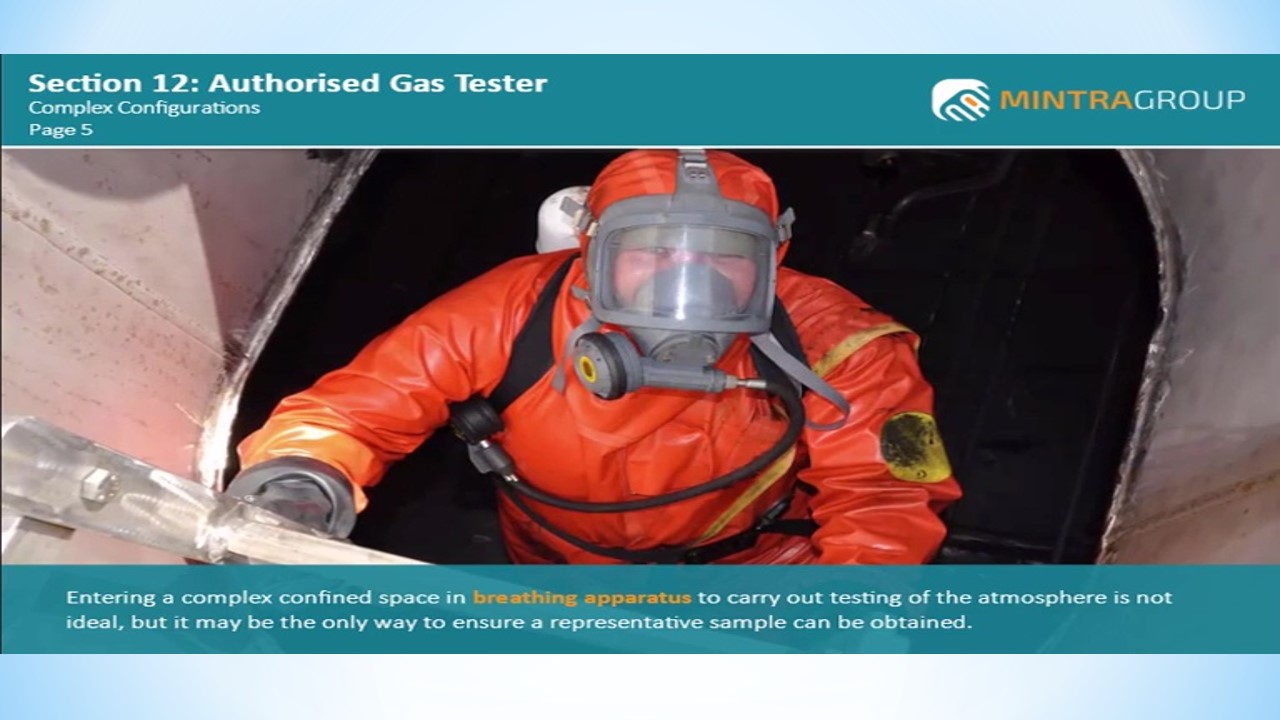 Section 12: Authorised Gas Tester
Complex Configurations
Page 5
MINTRAGROUP
Entering a complex confined space in breathing apparatus to carry out testing of the atmosphere is not
ideal, but it may be the only way to ensure a representative sample can be obtained.